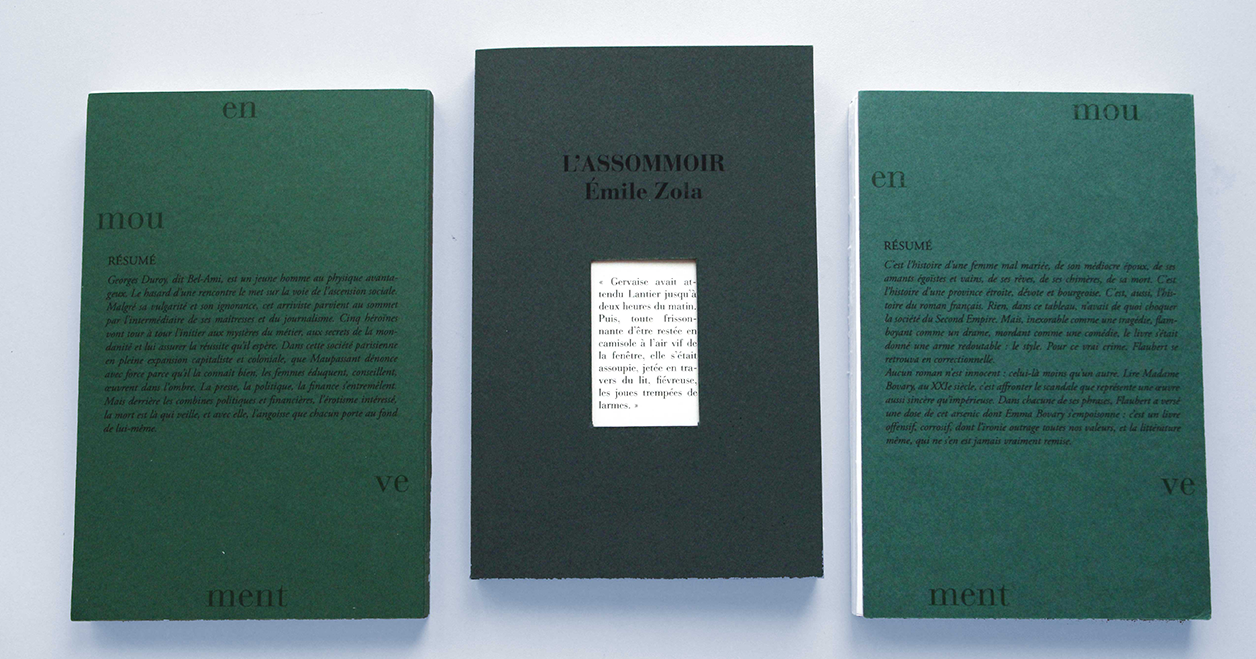 en
mou
RÉSUMÉ
Georges Duroy, dit Bel-Ami, est un jeune homme au physique avanta-
geux. Le hasard d'une rencontre le met sur la voie de l'ascension sociale.
Malgré sa vulgarité et son ignorance, cet arriviste parvient au sommet
par l'intermédiaire de ses maîtresses et du journalisme. Cinq héroïnes
vont tour à tour l'initier aux mystères du métier, aux secrets de la mon-
danité et lui assurer la réussite qu'il espère. Dans cette société parisienne
en pleine expansion capitaliste et coloniale, que Maupassant dénonce
avec force parce qu'il la connaît bien, les femmes éduquent, conseillent,
œuvrent dans l'ombre. La presse, la politique, la finance s'entremêlent.
Mais derrière les combines politiques et financières, l'érotisme intéressé,
la mort est là qui veille, et avec elle, l'angoisse que chacun porte au fond
de lui-même.
ve
ment
L'ASSOMMOIR
Émile Zola
« Gervaise avait at-
tendu Lantier jusqu'à
deux heures du matin.
Puis, toute frisson-
nante d'être restée en
camisole à l'air vif de
la fenêtre, elle s'était
assoupie, jetée en tra-
vers du lit, fiévreuse,
les joues trempées de
larmes. »
mou
en
RÉSUMÉ
C'est l'histoire d'une femme mal mariée, de son médiocre époux, de ses
amants égoïstes et vains, de ses rêves, de ses chimères, de sa mort. C'est
l'histoire d'une province étroite, dévote et bourgeoise. C'est, aussi, l'his-
toire du roman français. Rien, dans ce tableau, n'avait de quoi choquer
la société du Second Empire. Mais, inexorable comme une tragédie, flam-
boyant comme un drame, mordant comme une comédie, le livre s'était
donné une arme redoutable : le style. Pour ce vrai crime, Flaubert se
retrouva en correctionnelle.
Aucun roman n'est innocent : celui-là moins qu'un autre. Lire Madame
Bovary, au XXIe siècle, c'est affronter le scandale que représente une œuvre
aussi sincère qu'impérieuse. Dans chacune de ses phrases, Flaubert a versé
une dose de cet arsenic dont Emma Bovary s'empoisonne : c'est un livre
offensif, corrosif, dont l'ironie outrage toutes nos valeurs, et la littérature
même, qui ne s'en est jamais vraiment remise.
ve
ment